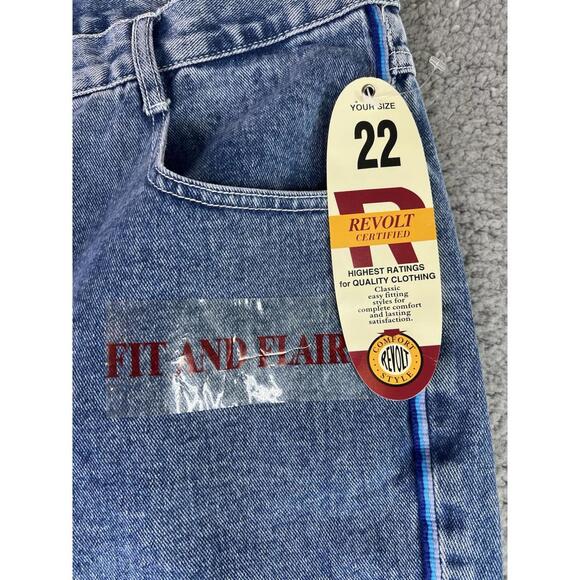 YOUR SIZE
22
R
REVOLT
CERTIFIED
HIGHEST RATINGS
for QUALITY CLOTHING
Classic
easy fitting
styles for
complete comfort
and lasting
satisfaction.
COMFORT
REVOLT
STYLE
FIT AND FLAIR